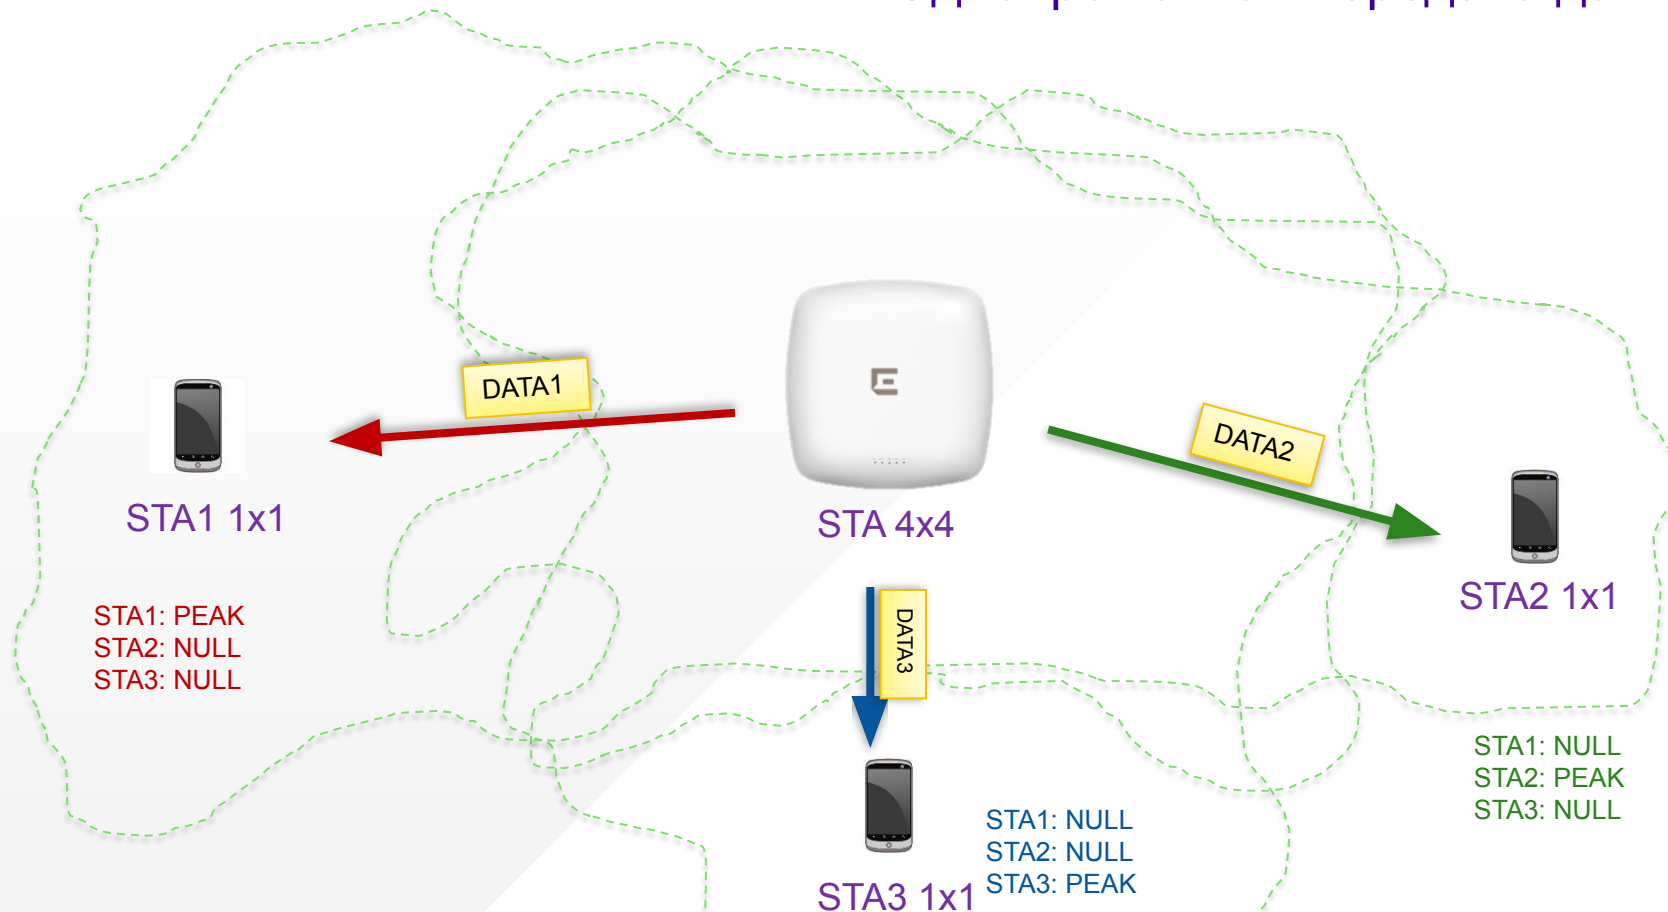 DATA1
DATA2
STA1 1x1
STA 4x4
STA2 1x1
DATA3
STA1: PEAK
STA2: NULL
STA3: NULL
STA1: NULL
STA2: PEAK
STA3: NULL
STA1: NULL
STA2: NULL
STA3: PEAK
STA3 1x1